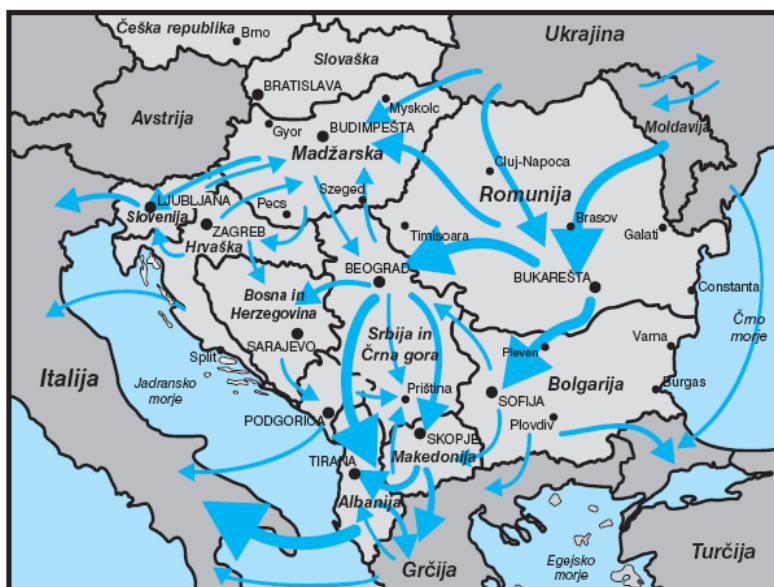 Češka republika
Brno
Ukrajina
Slovaška
BRATISLAVA
Avstrija
Myskolc
Gyor
BUDIMPEŠTA
Moldavija
Madžarska
Cluj-Napoca
Romunija
LJUBLJANA
Szeged
Slovenija
Pecs
ZAGREB
Hrvaška
Timisoara
Brasov
Galati
BEOGRAD
BUKAREŠTA
Constanta
Bosna in
Herzegovina
Črno
morje
Srbija in
Črna gora
SARAJEVO
Split
Pleven
Varna
Italija
Jadransko
morje
Bolgarija
Burgas
Priština
SOFIJA
PODGORICA
Plovdiv
SKOPJE
Makedonija
TIRANA
Albanija
Grčija
Egejsko
morje
Turčija